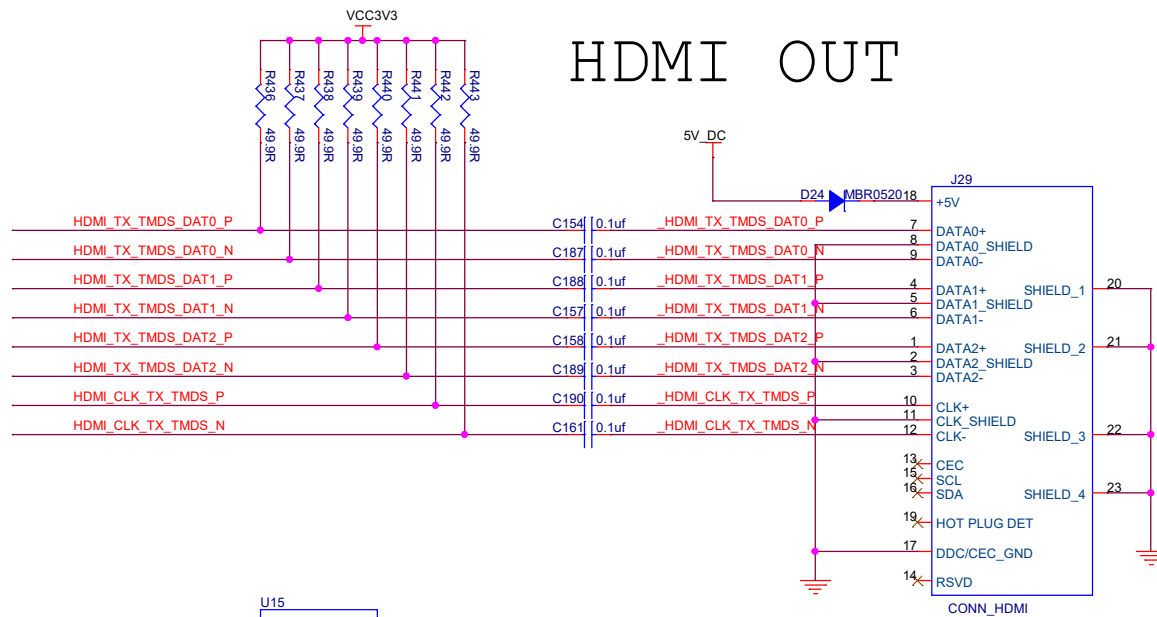 VCC3V3
HDMI OUT
R436
R437
R438
R439
R440
R441
R442
R443
49.9R
49.9R
49.9R
49.9R
49.9R
49.9R
49.9R
49.9R
5V_DC
J29
D24
MBR0520
18
+5V
HDMI_TX_TMDS_DAT0_P
C154
0.1uf
_HDMI_TX_TMDS_DAT0_P
7
DATA0+
8
DATA0_SHIELD
HDMI_TX_TMDS_DAT0_N
C187
0.1uf
_HDMI_TX_TMDS_DAT0_N
9
DATA0-
HDMI_TX_TMDS_DAT1_P
C188
0.1uf
_HDMI_TX_TMDS_DAT1_P
4
DATA1+
SHIELD_1
20
5
DATA1_SHIELD
HDMI_TX_TMDS_DAT1_N
C157
0.1uf
_HDMI_TX_TMDS_DAT1_N
6
DATA1-
HDMI_TX_TMDS_DAT2_P
C158
0.1uf
_HDMI_TX_TMDS_DAT2_P
1
DATA2+
SHIELD_2
21
2
DATA2_SHIELD
HDMI_TX_TMDS_DAT2_N
C189
0.1uf
_HDMI_TX_TMDS_DAT2_N
3
DATA2-
HDMI_CLK_TX_TMDS_P
C190
0.1uf
_HDMI_CLK_TX_TMDS_P
10
CLK+
11
CLK_SHIELD
HDMI_CLK_TX_TMDS_N
C161
0.1uf
_HDMI_CLK_TX_TMDS_N
12
CLK-
SHIELD_3
22
13
CEC
15
SCL
16
SDA
SHIELD_4
23
19
HOT PLUG DET
17
DDC/CEC_GND
14
RSVD
U15
CONN_HDMI